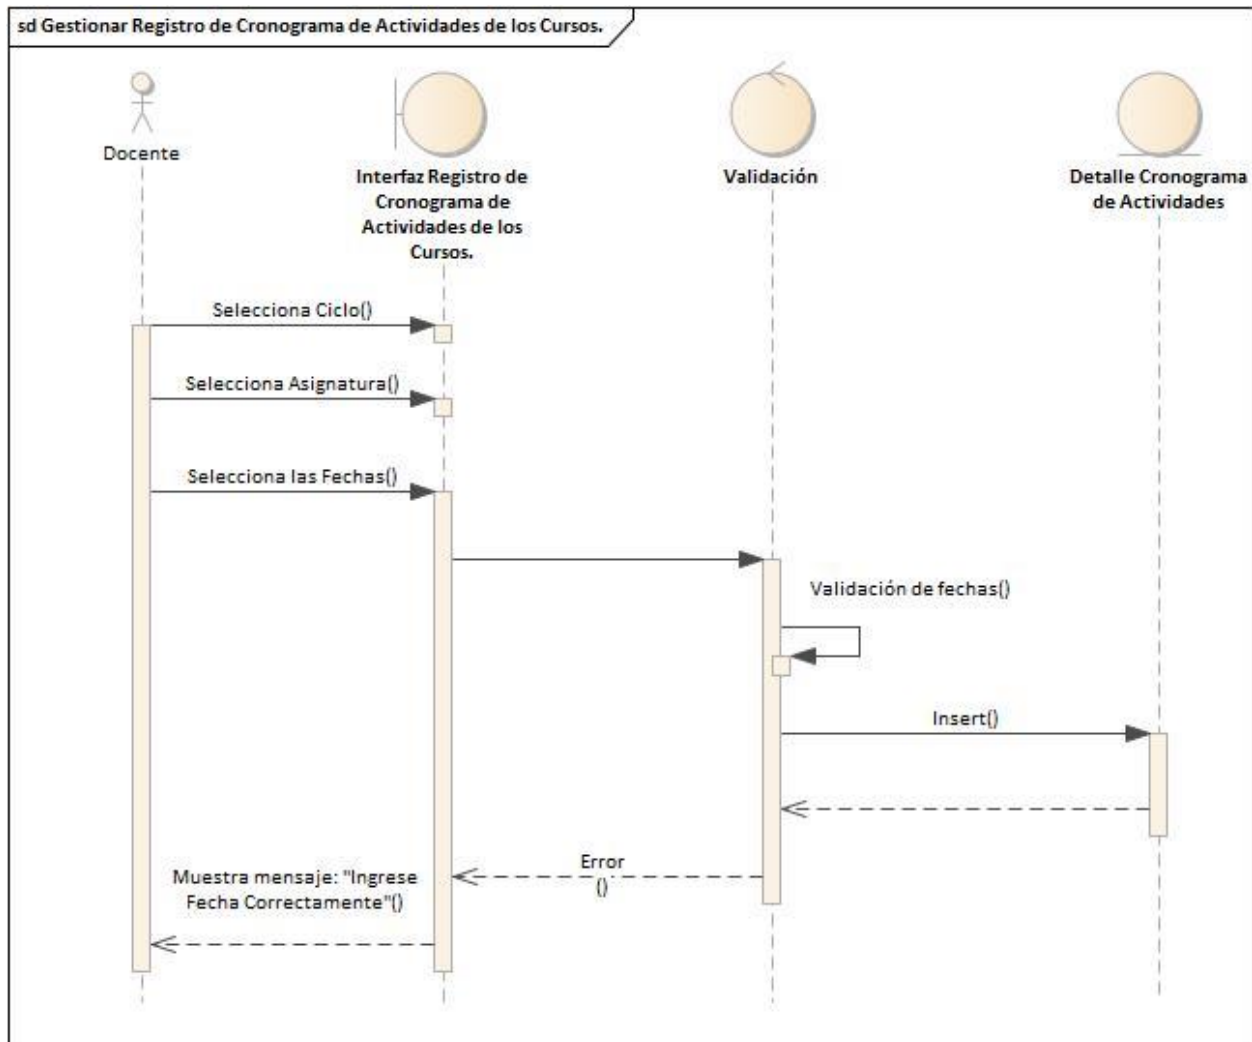 sd Gestionar Registro de Cronograma de Actividades de los Cursos.
Docente
Interfaz Registro de
Cronograma de
Actividades de los
Cursos.
Validación
Detalle Cronograma
de Actividades
Selecciona Ciclo()
Selecciona Asignatura()
Selecciona las Fechas()
Validación de fechas()
Insert()
Error
()
Muestra mensaje: "Ingrese
Fecha Correctamente"()